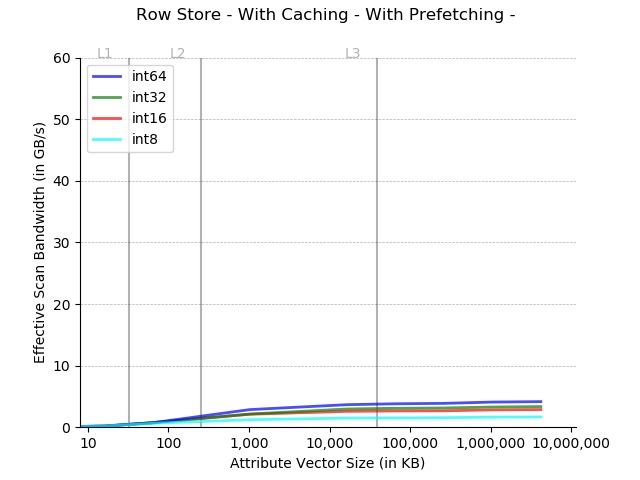 Row Store - With Caching - With Prefetching -
L1 L2 L3
60
50
40
30
20
10
0
Effective Scan Bandwidth (in GB/s)
int64
int32
int16
int8
10 100 1,000 10,000 100,000 1,000,000 10,000,000
Attribute Vector Size (in KB)